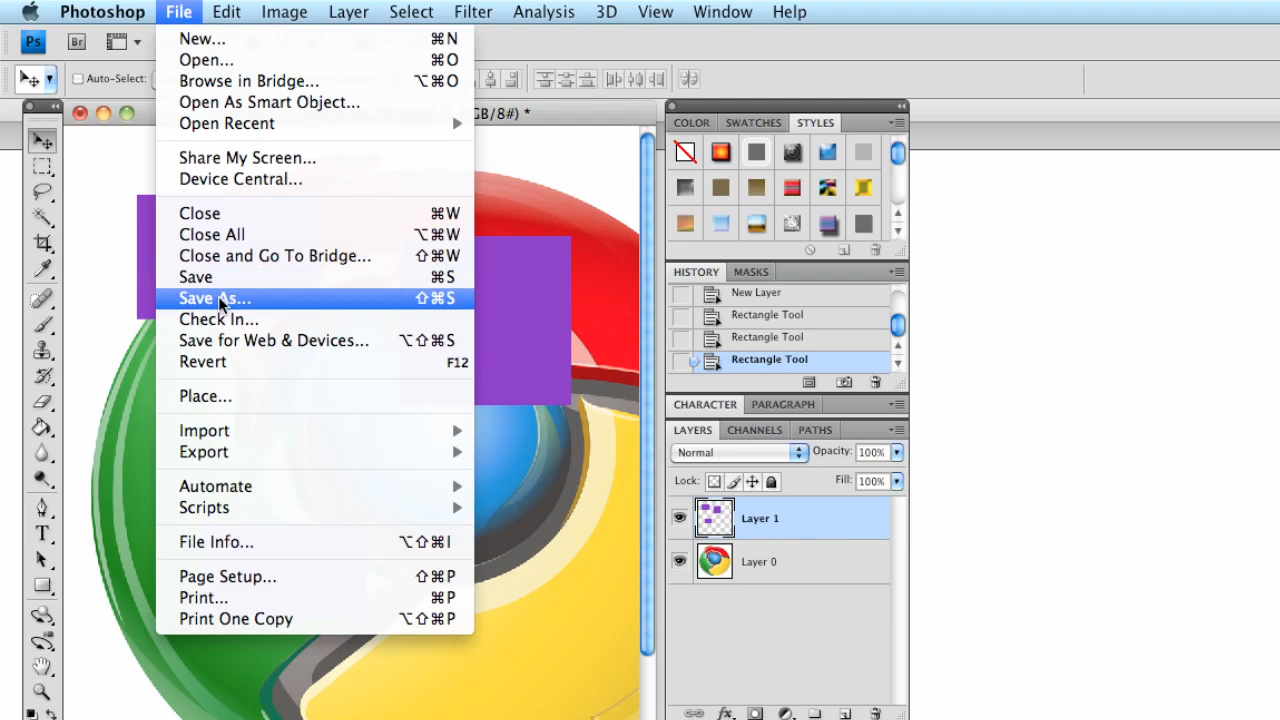 Photoshop File Edit Image Layer Select Filter Analysis 3D View Window Help
Ps Br
Auto-Select:
GB/8#) *
New... ⌘N
Open... ⌘O
Browse in Bridge... ⌥⌘O
Open As Smart Object...
Open Recent
Share My Screen...
Device Central...
Close ⌘W
Close All ⌥⌘W
Close and Go To Bridge... ⇧⌘W
Save ⌘S
Save As... ⇧⌘S
Check In...
Save for Web & Devices... ⌥⇧⌘S
Revert F12
Place...
Import
Export
Automate
Scripts
File Info... ⌥⇧⌘I
Page Setup... ⇧⌘P
Print... ⌘P
Print One Copy ⌥⇧⌘P
T
COLOR SWATCHES STYLES
HISTORY MASKS
New Layer
Rectangle Tool
Rectangle Tool
Rectangle Tool
CHARACTER PARAGRAPH
LAYERS CHANNELS PATHS
Normal Opacity: 100%
Lock: Fill: 100%
Layer 1
Layer 0
fx